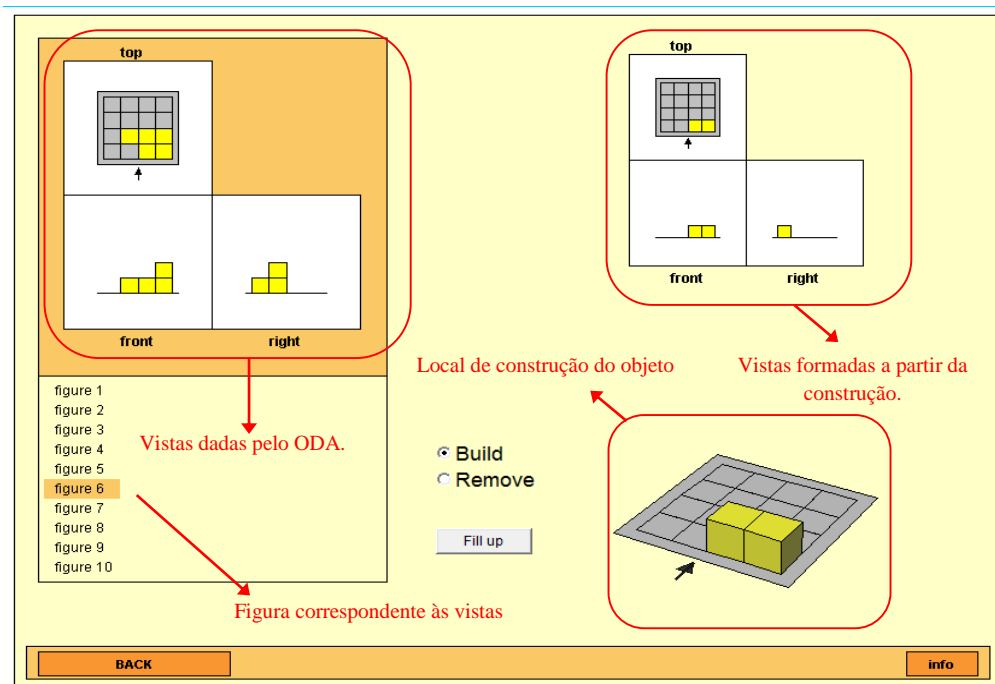 top
front
right
top
front
right
Local de construção do objeto
Vistas formadas a partir da
construção.
figure 1
figure 2
figure 3
figure 4
figure 5
figure 6
figure 7
figure 8
figure 9
figure 10
Vistas dadas pelo ODA.
Build
Remove
Fill up
Figura correspondente às vistas
BACK
info